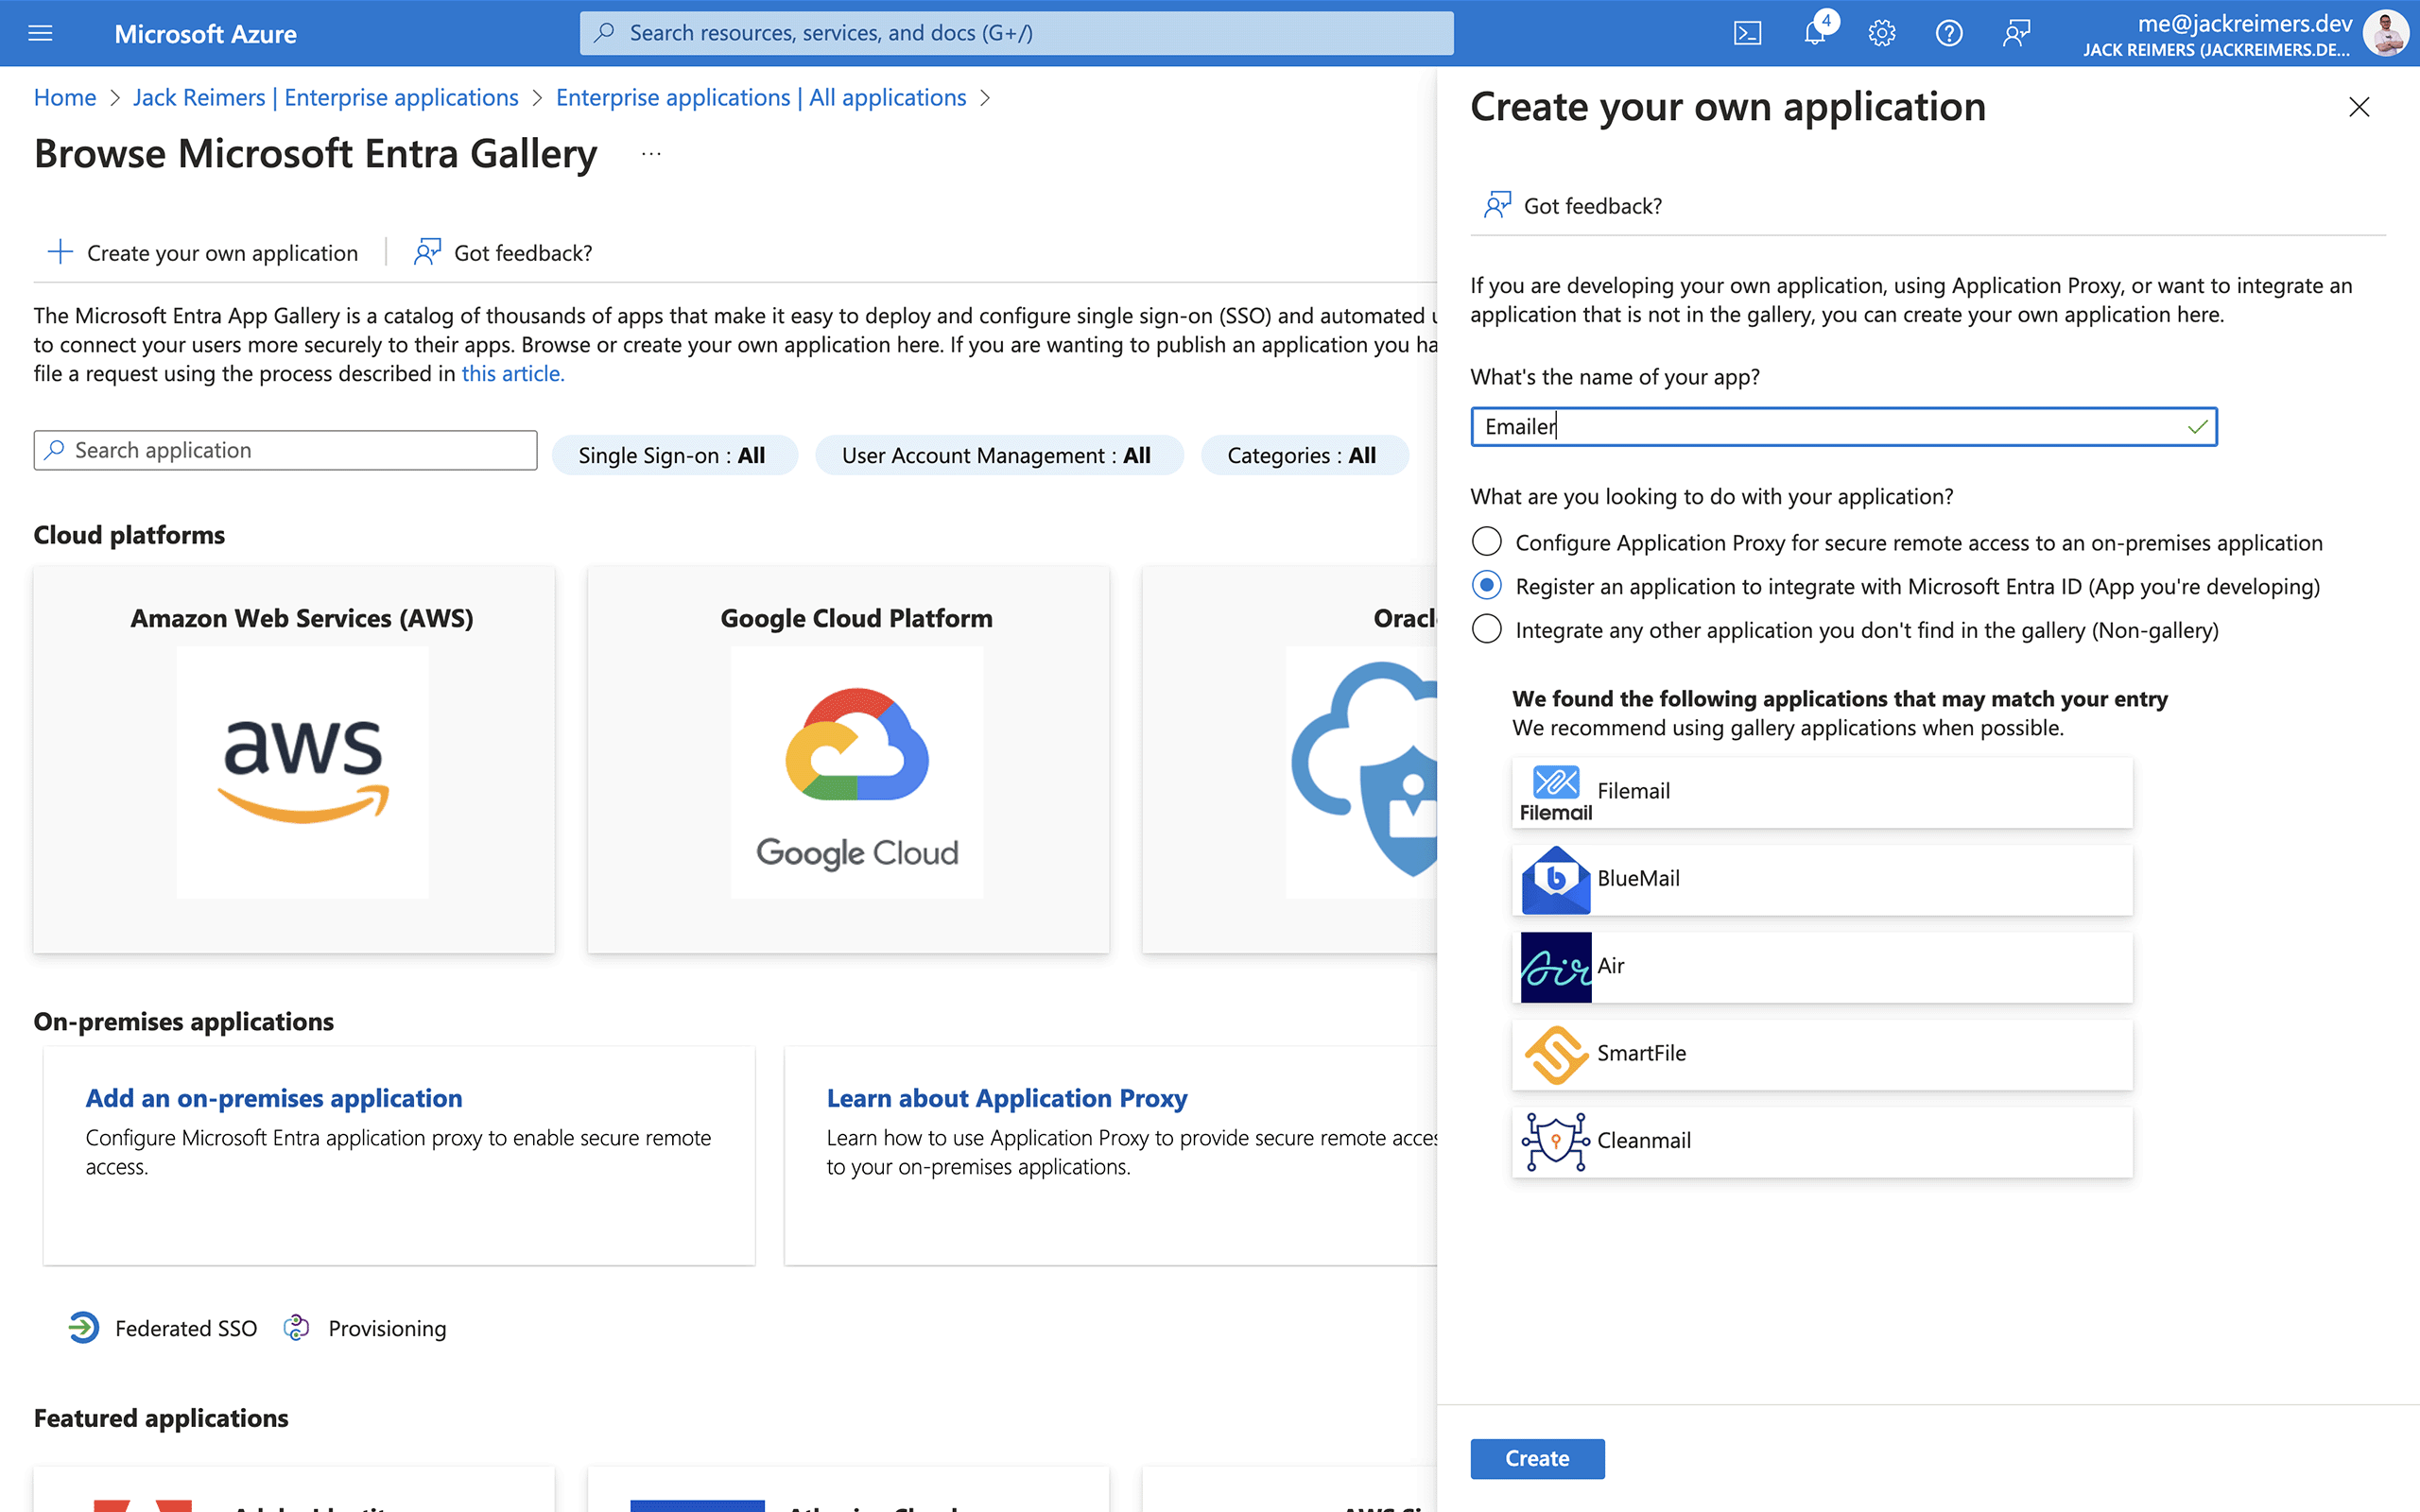 Microsoft Azure
Search resources, services, and docs (G+/)
4
me@jackreimers.dev
JACK REIMERS (JACKREIMERS.DE...
Home > Jack Reimers | Enterprise applications > Enterprise applications | All applications >
Browse Microsoft Entra Gallery ...
Create your own application
Got feedback?
The Microsoft Entra App Gallery is a catalog of thousands of apps that make it easy to deploy and configure single sign-on (SSO) and automated u
to connect your users more securely to their apps. Browse or create your own application here. If you are wanting to publish an application you ha
file a request using the process described in this article.
Search application
Single Sign-on : All
User Account Management : All
Categories : All
Cloud platforms
Amazon Web Services (AWS)
aws
Google Cloud Platform
Google Cloud
Oracl
On-premises applications
Add an on-premises application
Configure Microsoft Entra application proxy to enable secure remote
access.
Learn about Application Proxy
Learn how to use Application Proxy to provide secure remote acces
to your on-premises applications.
Federated SSO
Provisioning
Featured applications
Create your own application
Got feedback?
If you are developing your own application, using Application Proxy, or want to integrate an
application that is not in the gallery, you can create your own application here.
What's the name of your app?
Emailer
What are you looking to do with your application?
Configure Application Proxy for secure remote access to an on-premises application
Register an application to integrate with Microsoft Entra ID (App you're developing)
Integrate any other application you don't find in the gallery (Non-gallery)
We found the following applications that may match your entry
We recommend using gallery applications when possible.
Filemail
Filemail
b
BlueMail
Air
Air
SmartFile
Cleanmail
Create